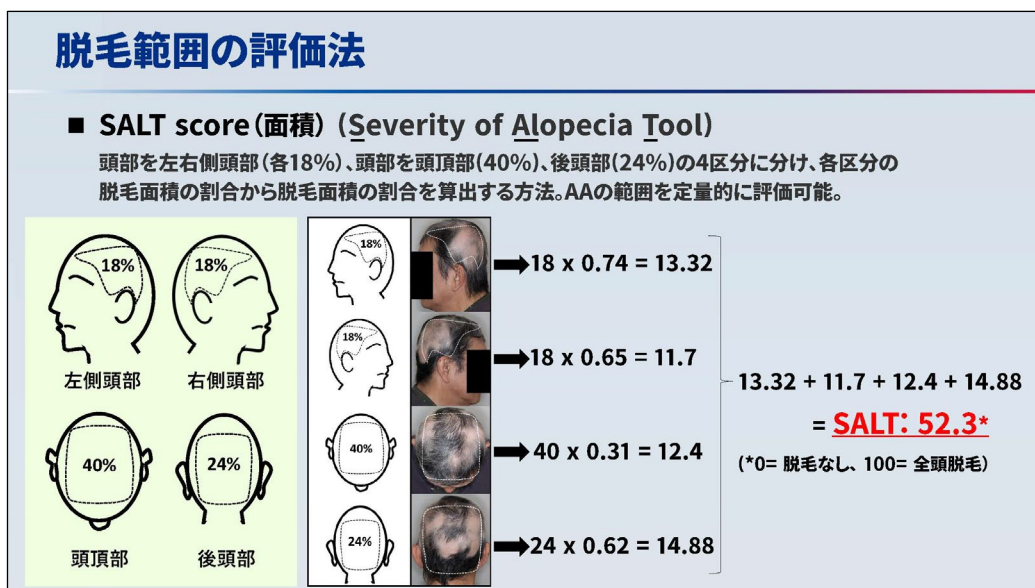 脱毛範囲の評価法
■ SALT score(面積) (Severity of Alopecia Tool)
頭部を左右側頭部(各18%)、頭部を頭頂部(40%)、後頭部(24%)の4区分に分け、各区分の
脱毛面積の割合から脱毛面積の割合を算出する方法。AAの範囲を定量的に評価可能。
18%
18%
左側頭部
右側頭部
40%
24%
頭頂部
後頭部
18%
18 x 0.74 = 13.32
18%
18 x 0.65 = 11.7
40%
40 x 0.31 = 12.4
24%
24 x 0.62 = 14.88
13.32 + 11.7 + 12.4 + 14.88
= SALT: 52.3*
(*0= 脱毛なし、100= 全頭脱毛)